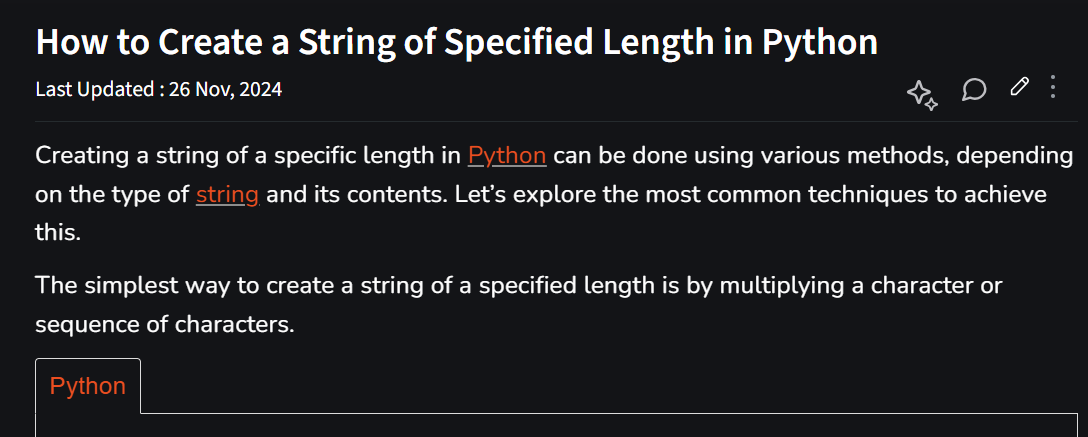 How to Create a String of Specified Length in Python
Last Updated : 26 Nov, 2024
Creating a string of a specific length in Python can be done using various methods, depending
on the type of string and its contents. Let’s explore the most common techniques to achieve
this.
The simplest way to create a string of a specified length is by multiplying a character or
sequence of characters.
Python